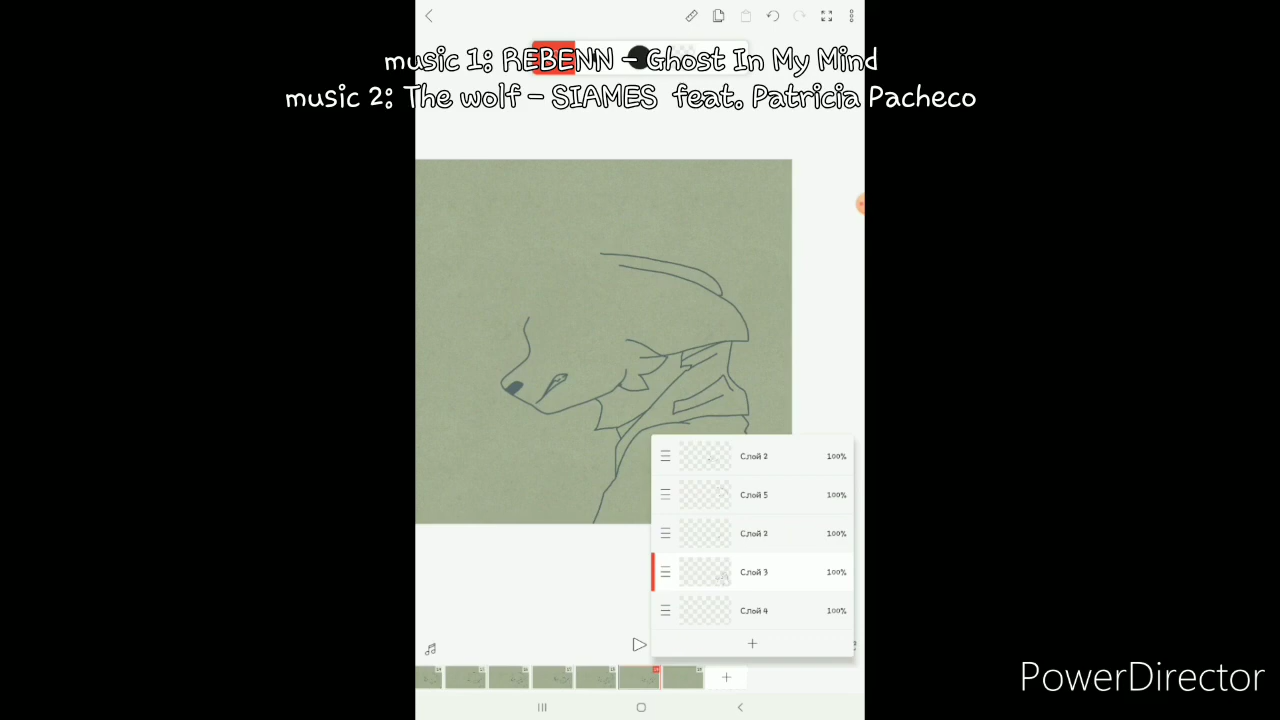 music 1: REBENN - Ghost In My Mind
music 2: The wolf - SIAMES feat. Patricia Pacheco
Слой 2 100%
Слой 5 100%
Слой 2 100%
Слой 3 100%
Слой 4 100%
PowerDirector